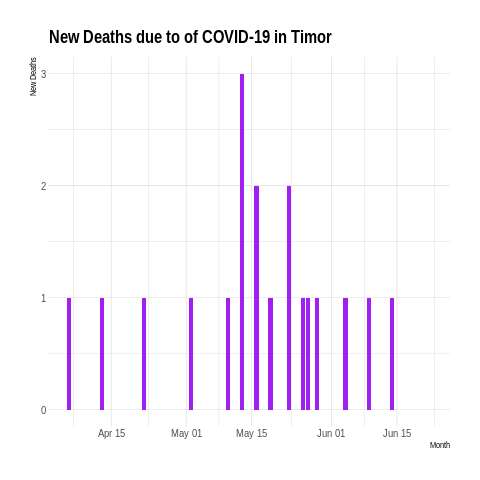 New Deaths due to of COVID-19 in Timor
New Deaths
3
2
1
0
Apr 15 May 01 May 15 Jun 01 Jun 15
Month